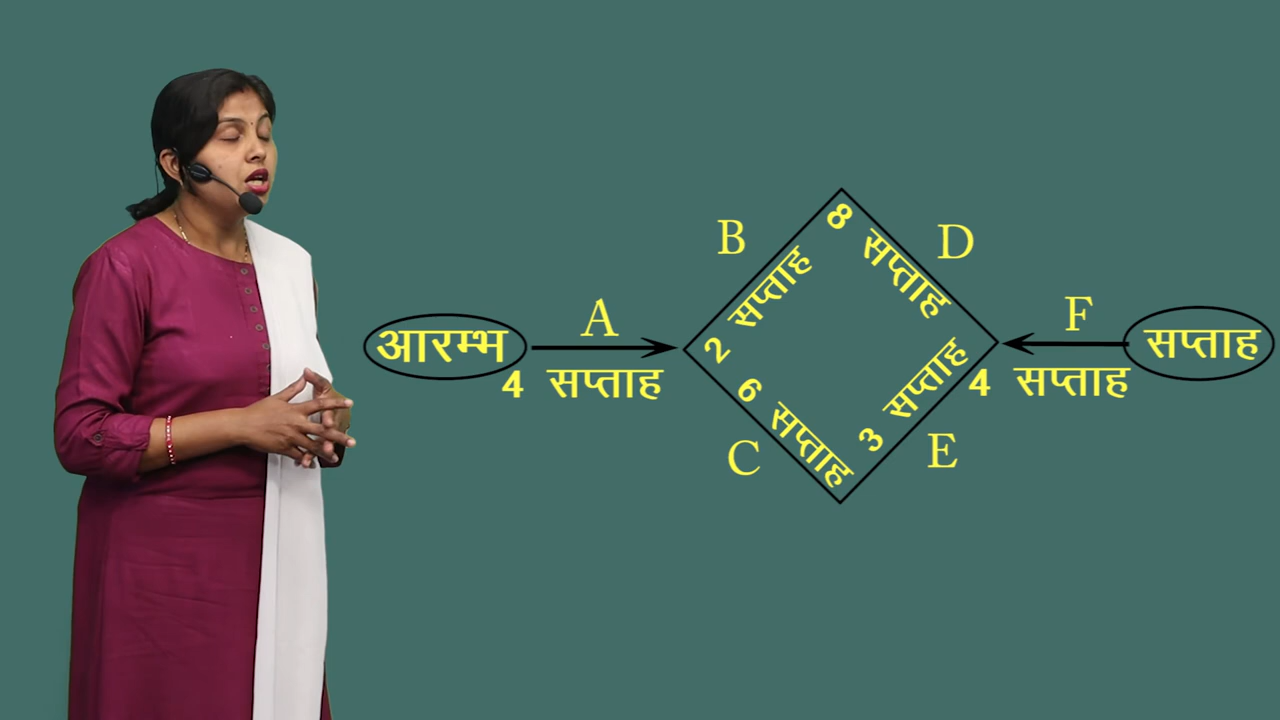 B
8 सप्ताह
D
2 सप्ताह
आरम्भ
A
4 सप्ताह
F
सप्ताह
4 सप्ताह
6 सप्ताह
3 सप्ताह
C
E